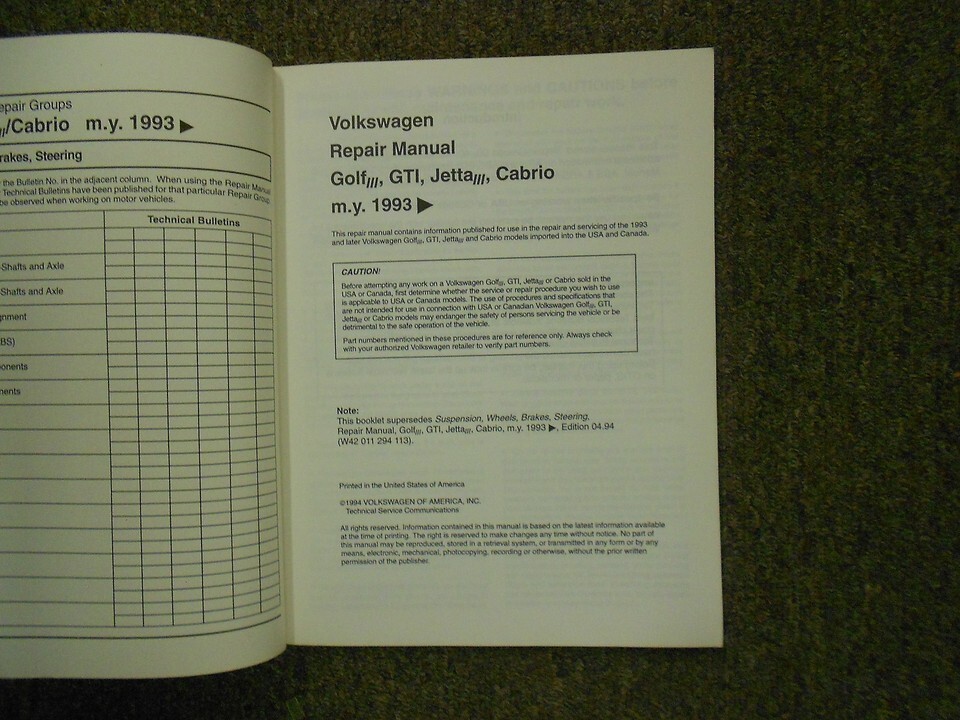 epair Groups
///Cabrio m.y. 1993 ▶
rakes, Steering
the Bulletin No. in the adjacent column. When using the Repair Manual
Technical Bulletins have been published for that particular Repair Group
be observed when working on motor vehicles.
Technical Bulletins
-Shafts and Axle
-Shafts and Axle
gnment
BS)
onents
nents
Volkswagen
Repair Manual
Golf///, GTI, Jetta///, Cabrio
m.y. 1993 ▶
This repair manual contains information published for use in the repair and servicing of the 1993
and later Volkswagen Golf///, GTI, Jetta/// and Cabrio models imported into the USA and Canada.
CAUTION!
Before attempting any work on a Volkswagen Golf///, GTI, Jetta/// or Cabrio sold in the
USA or Canada, first determine whether the service or repair procedure you wish to use
is applicable to USA or Canada models. The use of procedures and specifications that
are not intended for use in connection with USA or Canadian Volkswagen Golf///, GTI,
Jetta/// or Cabrio models may endanger the safety of persons servicing the vehicle or be
detrimental to the safe operation of the vehicle.
Part numbers mentioned in these procedures are for reference only. Always check
with your authorized Volkswagen retailer to verify part numbers.
Note:
This booklet supersedes Suspension, Wheels, Brakes, Steering,
Repair Manual, Golf///, GTI, Jetta///, Cabrio, m.y. 1993 ▶, Edition 04.94
(W42 011 294 113).
Printed in the United States of America
©1994 VOLKSWAGEN OF AMERICA, INC.
Technical Service Communications
All rights reserved. Information contained in this manual is based on the latest information available
at the time of printing. The right is reserved to make changes any time without notice. No part of
this manual may be reproduced, stored in a retrieval system, or transmitted in any form or by any
means, electronic, mechanical, photocopying, recording or otherwise, without the prior written
permission of the publisher.